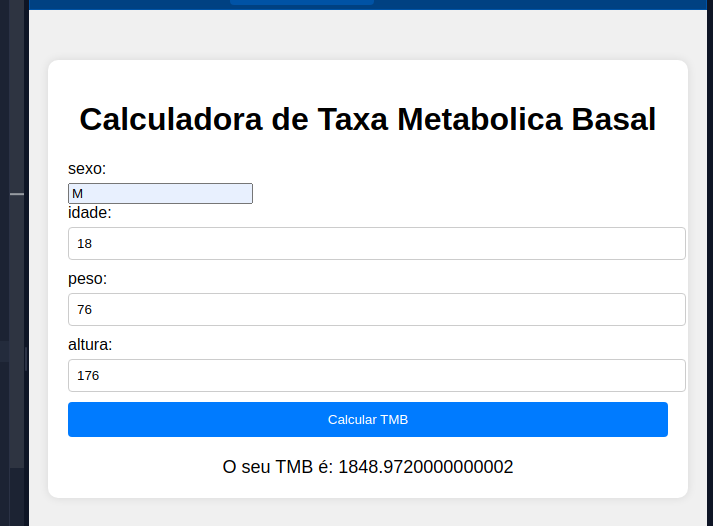 Calculadora de Taxa Metabolica Basal
sexo:
M
idade:
18
peso:
76
altura:
176
Calcular TMB
O seu TMB é: 1848.9720000000002